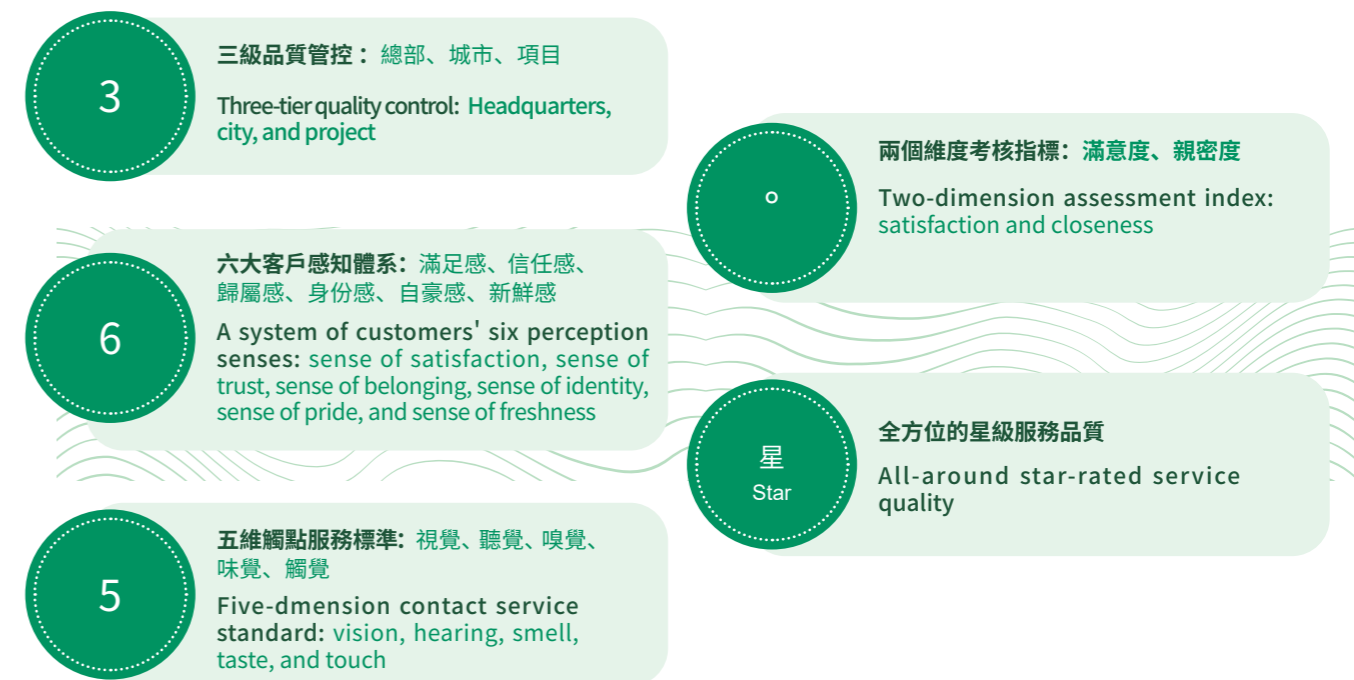 3
三級品質管控：總部、城市、項目
Three-tier quality control: Headquarters,
city, and project
6
六大客戶感知體系：滿足感、信任感、
歸屬感、身份感、自豪感、新鮮感
A system of customers' six perception
senses: sense of satisfaction, sense of
trust, sense of belonging, sense of identity,
sense of pride, and sense of freshness
5
五維觸點服務標準：視覺、聽覺、嗅覺、
味覺、觸覺
Five-dmension contact service
standard: vision, hearing, smell,
taste, and touch
°
兩個維度考核指標：滿意度、親密度
Two-dimension assessment index:
satisfaction and closeness
星
Star
全方位的星級服務品質
All-around star-rated service
quality